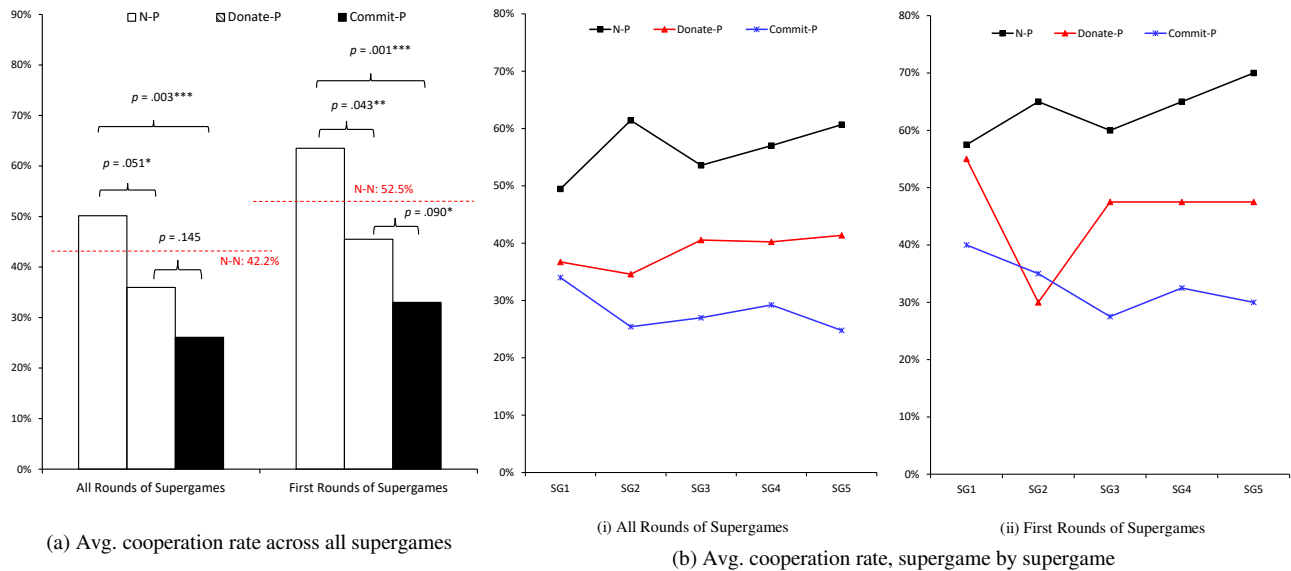 N-P Donate-P Commit-P
90%
80%
70%
60%
50%
40%
30%
20%
10%
0%
p = .001***
p = .003***
p = .043**
p = .051*
N-N: 52.5%
p = .090*
p = .145
N-N: 42.2%
All Rounds of Supergames First Rounds of Supergames
(a) Avg. cooperation rate across all supergames
80%
70%
60%
50%
40%
30%
20%
10%
0%
N-P Donate-P Commit-P
SG1 SG2 SG3 SG4 SG5
(i) All Rounds of Supergames
80%
70%
60%
50%
40%
30%
20%
10%
0%
N-P Donate-P Commit-P
SG1 SG2 SG3 SG4 SG5
(ii) First Rounds of Supergames
(b) Avg. cooperation rate, supergame by supergame